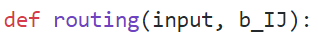 def routing(input, b_IJ):